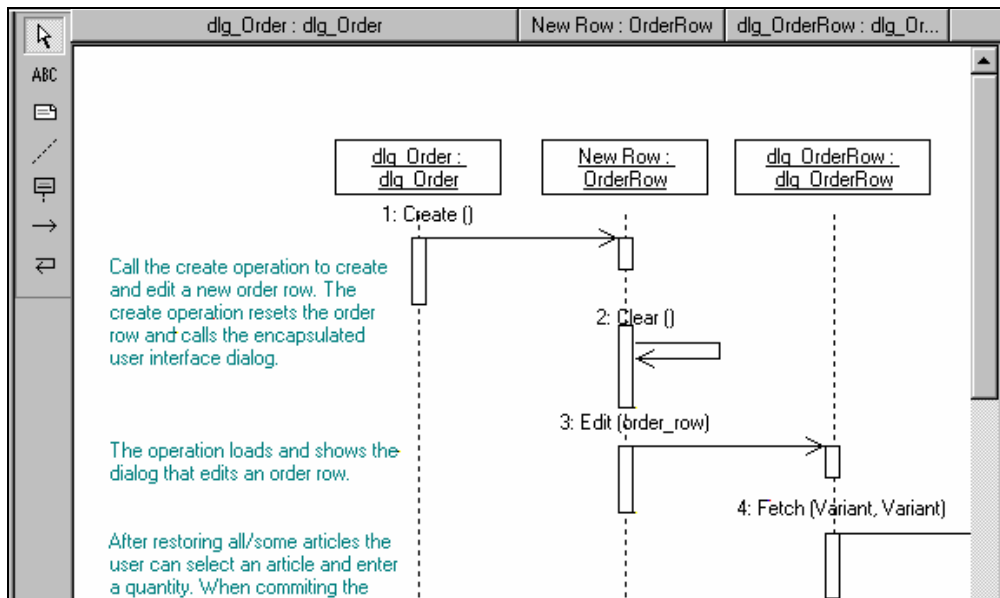 dlg_Order : dlg_Order
New Row : OrderRow
dlg_OrderRow : dlg_Or...
ABC
dlg_Order :
dlg_Order
New Row :
OrderRow
dlg_OrderRow :
dlg_OrderRow
1: Create ()
Call the create operation to create
and edit a new order row. The
create operation resets the order
row and calls the encapsulated
user interface dialog.
2: Clear ()
3: Edit (order_row)
The operation loads and shows the
dialog that edits an order row.
4: Fetch (Variant, Variant)
After restoring all/some articles the
user can select an article and enter
a quantity. When commiting the